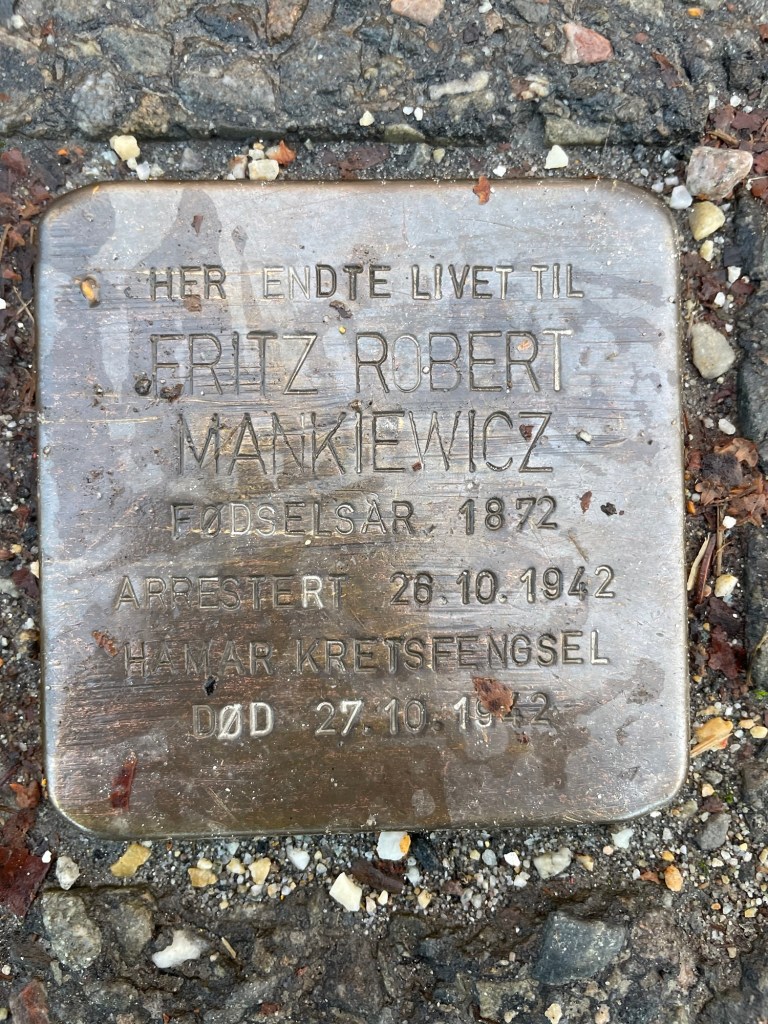 HER ENDTE LIVET TIL
FRITZ ROBERT
MANKIEWICZ
FØDSELSÅR 1872
ARRESTERT 26.10.1942
HAMAR KRETSFENGSEL
DØD 27.10.1942